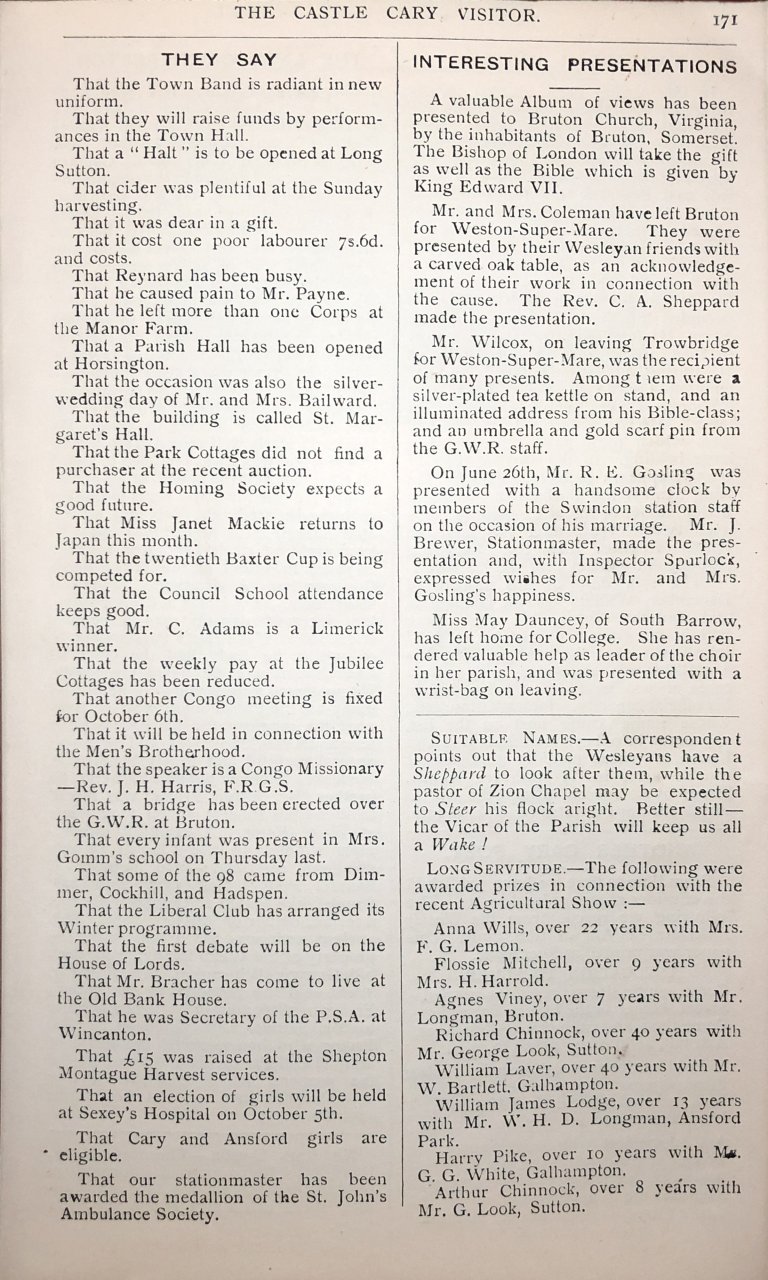 THE CASTLE CARY VISITOR.
171
THEY SAY
That the Town Band is radiant in new
uniform.
That they will raise funds by perform-
ances in the Town Hall.
That a "Halt" is to be opened at Long
Sutton.
That cider was plentiful at the Sunday
harvesting.
That it was dear in a gift.
That it cost one poor labourer 7s.6d.
and costs.
That Reynard has been busy.
That he caused pain to Mr. Payne.
That he left more than one Corps at
the Manor Farm.
That a Parish Hall has been opened
at Horsington.
That the occasion was also the silver-
wedding day of Mr. and Mrs. Bailward.
That the building is called St. Mar-
garet's Hall.
That the Park Cottages did not find a
purchaser at the recent auction.
That the Homing Society expects a
good future.
That Miss Janet Mackie returns to
Japan this month.
That the twentieth Baxter Cup is being
competed for.
That the Council School attendance
keeps good.
That Mr. C. Adams is a Limerick
winner.
That the weekly pay at the Jubilee
Cottages has been reduced.
That another Congo meeting is fixed
for October 6th.
That it will be held in connection with
the Men's Brotherhood.
That the speaker is a Congo Missionary
—Rev. J. H. Harris, F.R.G.S.
That a bridge has been erected over
the G.W.R. at Bruton.
That every infant was present in Mrs.
Gomm's school on Thursday last.
That some of the 98 came from Dim-
mer, Cockhill, and Hadspen.
That the Liberal Club has arranged its
Winter programme.
That the first debate will be on the
House of Lords.
That Mr. Bracher has come to live at
the Old Bank House.
That he was Secretary of the P.S.A. at
Wincanton.
That £15 was raised at the Shepton
Montague Harvest services.
That an election of girls will be held
at Sexey's Hospital on October 5th.
That Cary and Ansford girls are
eligible.
That our stationmaster has been
awarded the medallion of the St. John's
Ambulance Society.
INTERESTING PRESENTATIONS
A valuable Album of views has been
presented to Bruton Church, Virginia,
by the inhabitants of Bruton, Somerset.
The Bishop of London will take the gift
as well as the Bible which is given by
King Edward VII.
Mr. and Mrs. Coleman have left Bruton
for Weston-Super-Mare. They were
presented by their Wesleyan friends with
a carved oak table, as an acknowledge-
ment of their work in connection with
the cause. The Rev. C. A. Sheppard
made the presentation.
Mr. Wilcox, on leaving Trowbridge
for Weston-Super-Mare, was the recipient
of many presents. Among them were a
silver-plated tea kettle on stand, and an
illuminated address from his Bible-class;
and an umbrella and gold scarf pin from
the G.W.R. staff.
On June 26th, Mr. R. E. Gosling was
presented with a handsome clock by
members of the Swindon station staff
on the occasion of his marriage. Mr. J.
Brewer, Stationmaster, made the pres-
entation and, with Inspector Spurlock,
expressed wishes for Mr. and Mrs.
Gosling's happiness.
Miss May Dauncey, of South Barrow,
has left home for College. She has ren-
dered valuable help as leader of the choir
in her parish, and was presented with a
wrist-bag on leaving.
SUITABLE NAMES.—A correspondent
points out that the Wesleyans have a
Sheppard to look after them, while the
pastor of Zion Chapel may be expected
to Steer his flock aright. Better still—
the Vicar of the Parish will keep us all
a Wake!
LONG SERVITUDE.—The following were
awarded prizes in connection with the
recent Agricultural Show :—
Anna Wills, over 22 years with Mrs.
F. G. Lemon.
Flossie Mitchell, over 9 years with
Mrs. H. Harrold.
Agnes Viney, over 7 years with Mr.
Longman, Bruton.
Richard Chinnock, over 40 years with
Mr. George Look, Sutton.
William Laver, over 40 years with Mr.
W. Bartlett. Galhampton.
William James Lodge, over 13 years
with Mr. W. H. D. Longman, Ansford
Park.
Harry Pike, over 10 years with
G. G. White, Galhampton.
Arthur Chinnock, over 8 years with
Mr. G. Look, Sutton.